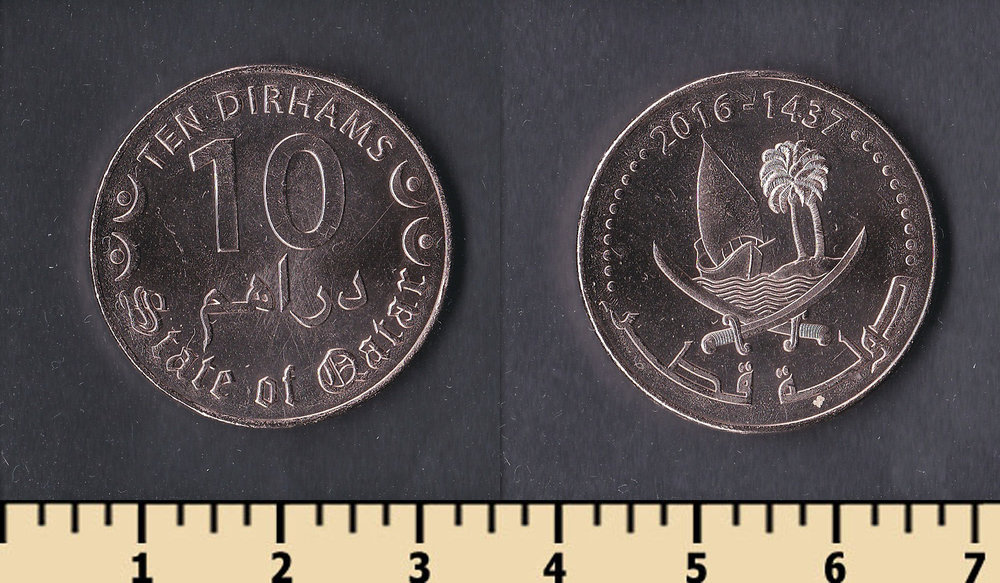 TEN DIRHAMS
10
دراهم
State of Qatar
2016-1437
دولة قطر
1 2 3 4 5 6 7